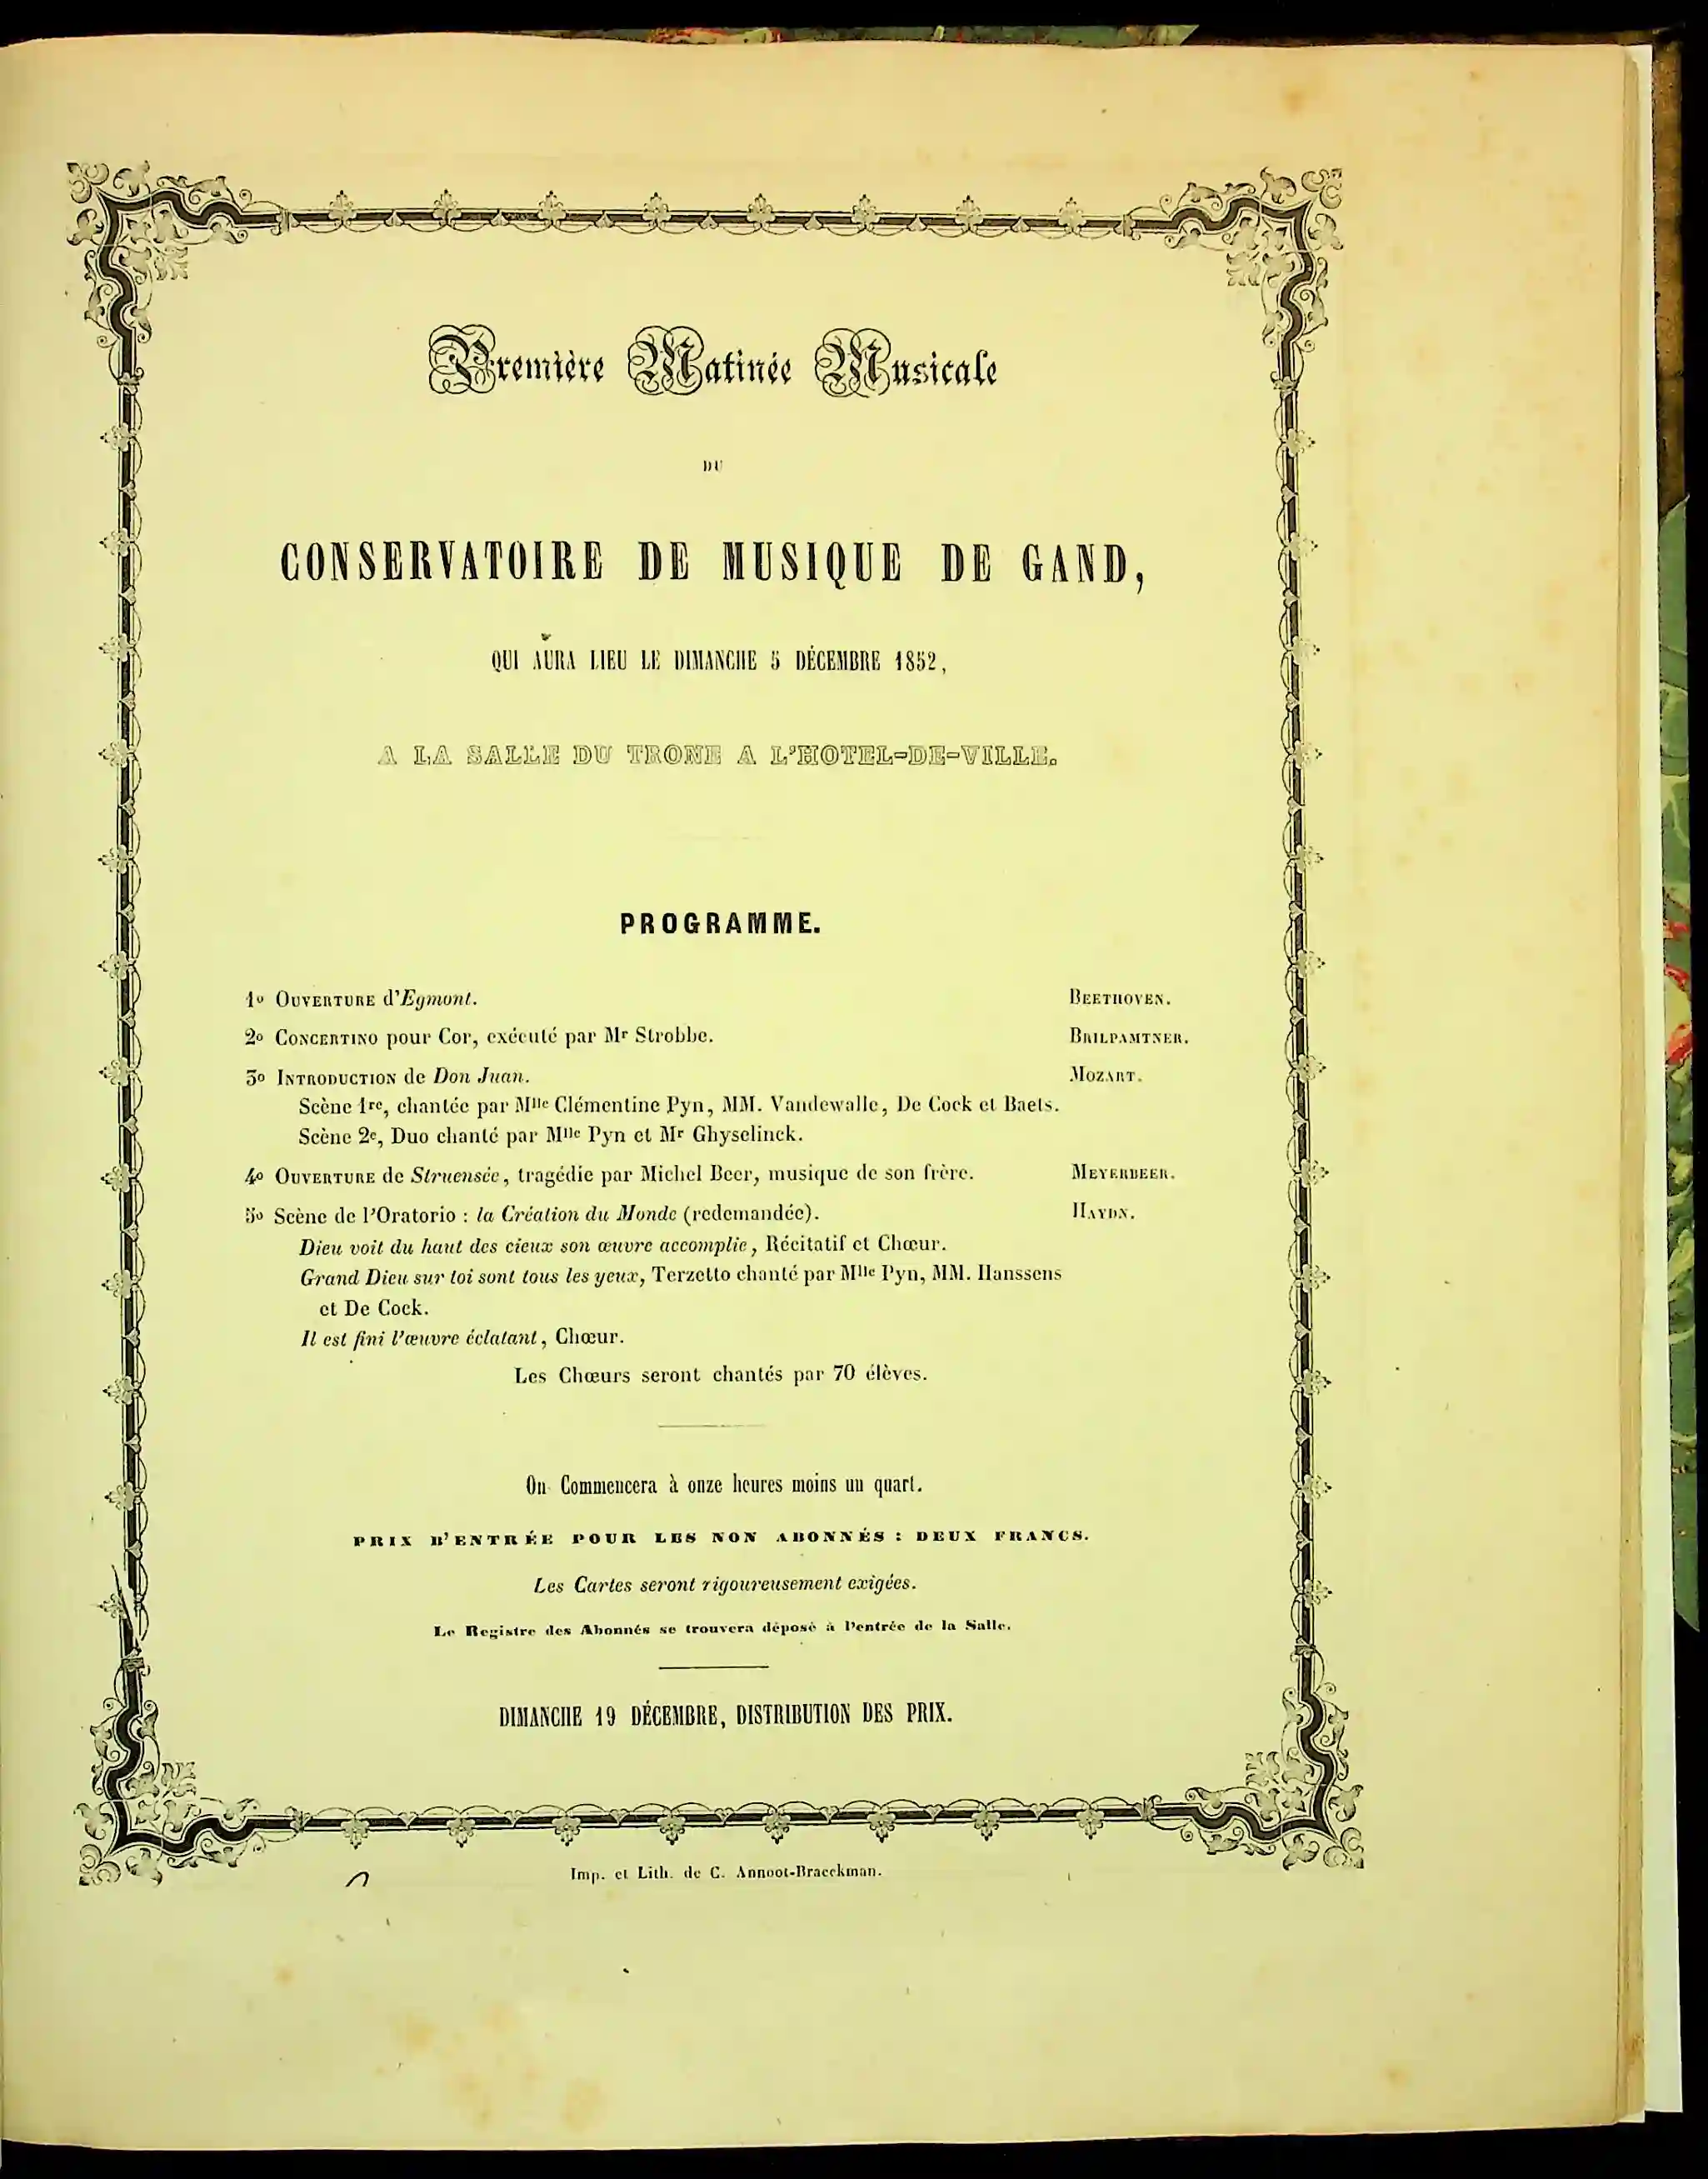 Première Matinée Musicale
DU
CONSERVATOIRE DE MUSIQUE DE GAND,
QUI AURA LIEU LE DIMANCHE 5 DÉCEMBRE 1852,
A LA SALLE DU TRONE A L'HOTEL-DE-VILLE.
PROGRAMME.
1o OUVERTURE d'Egmont. BEETHOVEN.
2o CONCERTINO pour Cor, exécuté par Mr Strobbe. BRILPAMTNER.
3o INTRODUCTION de Don Juan. MOZART.
Scène 1re, chantée par Mlle Clémentine Pyn, MM. Vandewalle, De Cock et Baets.
Scène 2e, Duo chanté par Mlle Pyn et Mr Ghyselinck.
4o OUVERTURE de Struensée, tragédie par Michel Beer, musique de son frère. MEYERBEER.
5o Scène de l'Oratorio : la Création du Monde (redemandée). HAYDN.
Dieu voit du haut des cieux son œuvre accomplie, Récitatif et Chœur.
Grand Dieu sur toi sont tous les yeux, Terzetto chanté par Mlle Pyn, MM. Hanssens
et De Cock.
Il est fini l'œuvre éclatant, Chœur.
Les Chœurs seront chantés par 70 élèves.
On Commencera à onze heures moins un quart.
PRIX D'ENTRÉE POUR LES NON ABONNÉS : DEUX FRANCS.
Les Cartes seront rigoureusement exigées.
Le Registre des Abonnés se trouvera déposé à l'entrée de la Salle.
DIMANCHE 19 DÉCEMBRE, DISTRIBUTION DES PRIX.
Imp. et Lith. de C. Annoot-Braeckman.